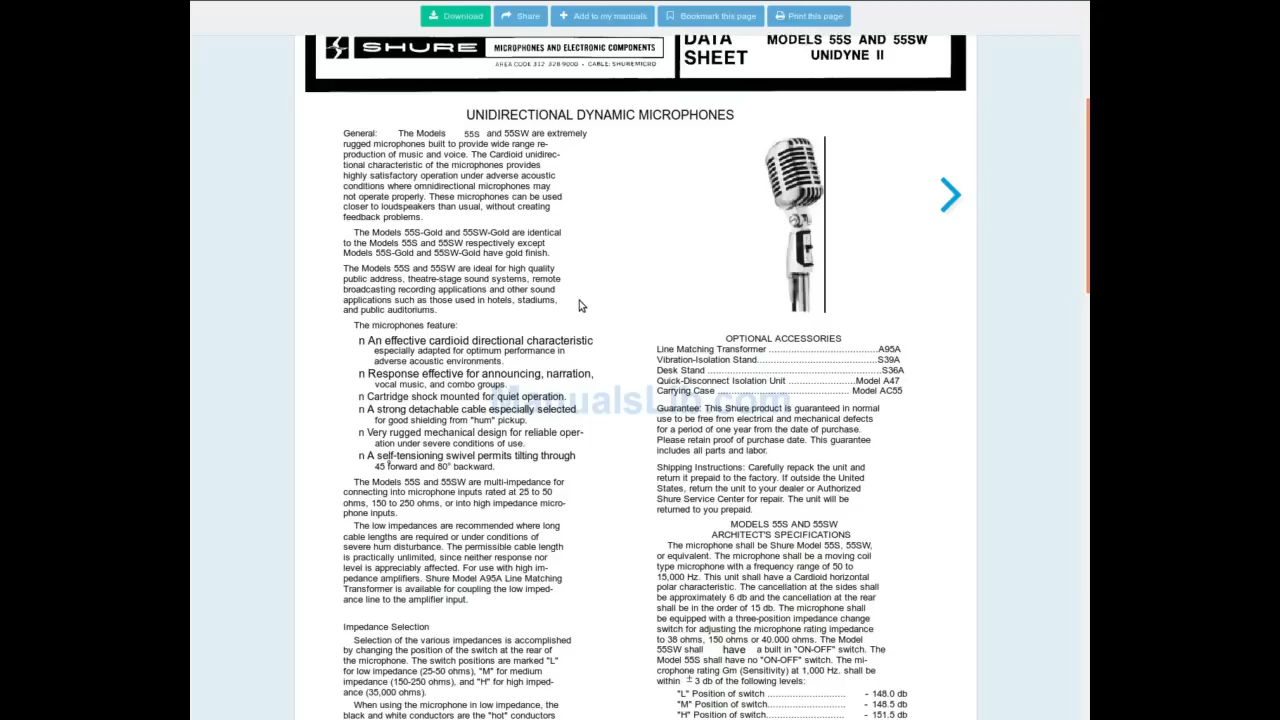 Download
Share
Add to my manuals
Bookmark this page
Print this page
SHURE
MICROPHONES AND ELECTRONIC COMPONENTS
AREA CODE 312 328 9000 • CABLE: SHUREMICRO
DATA
SHEET
MODELS 55S AND 55SW
UNIDYNE II
UNIDIRECTIONAL DYNAMIC MICROPHONES
General: The Models 55S and 55SW are extremely
rugged microphones built to provide wide range re-
production of music and voice. The Cardioid unidirec-
tional characteristic of the microphones provides
highly satisfactory operation under adverse acoustic
conditions where omnidirectional microphones may
not operate properly. These microphones can be used
closer to loudspeakers than usual, without creating
feedback problems.
The Models 55S-Gold and 55SW-Gold are identical
to the Models 55S and 55SW respectively except
Models 55S-Gold and 55SW-Gold have gold finish.
The Models 55S and 55SW are ideal for high quality
public address, theatre-stage sound systems, remote
broadcasting recording applications and other sound
applications such as those used in hotels, stadiums,
and public auditoriums.
The microphones feature:
n An effective cardioid directional characteristic
especially adapted for optimum performance in
adverse acoustic environments.
n Response effective for announcing, narration,
vocal music, and combo groups.
n Cartridge shock mounted for quiet operation.
n A strong detachable cable especially selected
for good shielding from "hum" pickup.
n Very rugged mechanical design for reliable oper-
ation under severe conditions of use.
n A self-tensioning swivel permits tilting through
45° forward and 80° backward.
The Models 55S and 55SW are multi-impedance for
connecting into microphone inputs rated at 25 to 50
ohms, 150 to 250 ohms, or into high impedance micro-
phone inputs.
The low impedances are recommended where long
cable lengths are required or under conditions of
severe hum disturbance. The permissible cable length
is practically unlimited, since neither response nor
level is appreciably affected. For use with high im-
pedance amplifiers. Shure Model A95A Line Matching
Transformer is available for coupling the low imped-
ance line to the amplifier input.
Impedance Selection
Selection of the various impedances is accomplished
by changing the position of the switch at the rear of
the microphone. The switch positions are marked "L"
for low impedance (25-50 ohms), "M" for medium
impedance (150-250 ohms), and "H" for high imped-
ance (35,000 ohms).
When using the microphone in low impedance, the
black and white conductors are the "hot" conductors
OPTIONAL ACCESSORIES
Line Matching Transformer ........................................A95A
Vibration-Isolation Stand............................................S39A
Desk Stand ...............................................................S36A
Quick-Disconnect Isolation Unit ........................Model A47
Carrying Case ............................................... Model AC55
ManualsLib.com
Guarantee: This Shure product is guaranteed in normal
use to be free from electrical and mechanical defects
for a period of one year from the date of purchase.
Please retain proof of purchase date. This guarantee
includes all parts and labor.
Shipping Instructions: Carefully repack the unit and
return it prepaid to the factory. If outside the United
States, return the unit to your dealer or Authorized
Shure Service Center for repair. The unit will be
returned to you prepaid.
MODELS 55S AND 55SW
ARCHITECT'S SPECIFICATIONS
The microphone shall be Shure Model 55S, 55SW,
or equivalent. The microphone shall be a moving coil
type microphone with a frequency range of 50 to
15,000 Hz. This unit shall have a Cardioid horizontal
polar characteristic. The cancellation at the sides shall
be approximately 6 db and the cancellation at the rear
shall be in the order of 15 db. The microphone shall
be equipped with a three-position impedance change
switch for adjusting the microphone rating impedance
to 38 ohms, 150 ohms or 40.000 ohms. The Model
55SW shall have a built in "ON-OFF" switch. The
Model 55S shall have no "ON-OFF" switch. The mi-
crophone rating Gm (Sensitivity) at 1,000 Hz. shall be
within ± 3 db of the following levels:
"L" Position of switch ............................ - 148.0 db
"M" Position of switch............................ - 148.5 db
"H" Position of switch............................ - 151.5 db